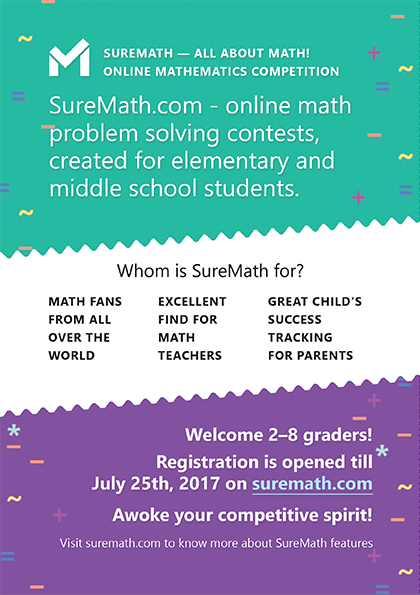 SUREMATH — ALL ABOUT MATH!
ONLINE MATHEMATICS COMPETITION
SureMath.com - online math
problem solving contests,
created for elementary and
middle school students.
Whom is SureMath for?
MATH FANS
FROM ALL
OVER THE
WORLD
EXCELLENT
FIND FOR
MATH
TEACHERS
GREAT CHILD’S
SUCCESS
TRACKING
FOR PARENTS
Welcome 2–8 graders!
Registration is opened till
July 25th, 2017 on suremath.com
Awoke your competitive spirit!
Visit suremath.com to know more about SureMath features